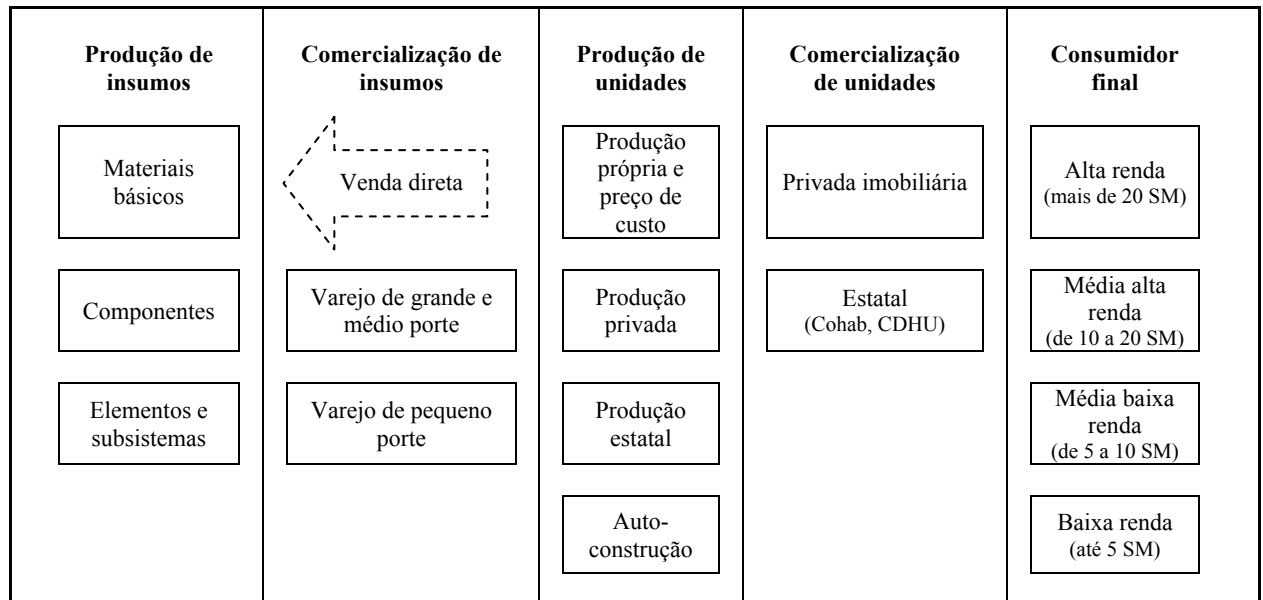 Produção de
insumos
Comercialização de
insumos
Produção de
unidades
Comercialização
de unidades
Consumidor
final
Materiais
básicos
Venda direta
Produção
própria e
preço de
custo
Privada imobiliária
Alta renda
(mais de 20 SM)
Componentes
Varejo de grande e
médio porte
Produção
privada
Estatal
(Cohab, CDHU)
Média alta
renda
(de 10 a 20 SM)
Elementos e
subsistemas
Varejo de pequeno
porte
Produção
estatal
Média baixa
renda
(de 5 a 10 SM)
Auto-
construção
Baixa renda
(até 5 SM)